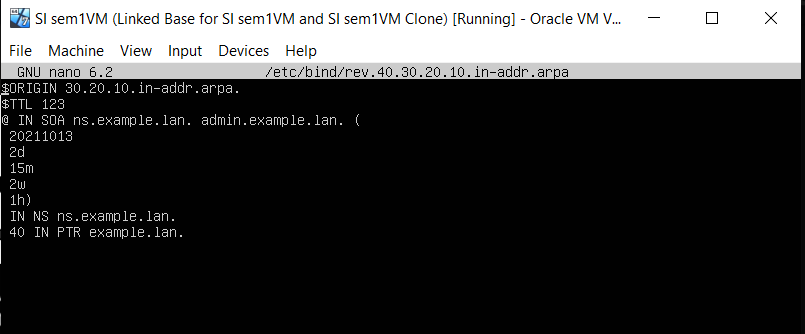 SI sem1VM (Linked Base for SI sem1VM and SI sem1VM Clone) [Running] - Oracle VM V...
File Machine View Input Devices Help
GNU nano 6.2 /etc/bind/rev.40.30.20.10.in-addr.arpa
$ORIGIN 30.20.10.in-addr.arpa.
$TTL 123
@ IN SOA ns.example.lan. admin.example.lan. (
20211013
2d
15m
2w
1h)
IN NS ns.example.lan.
40 IN PTR example.lan.